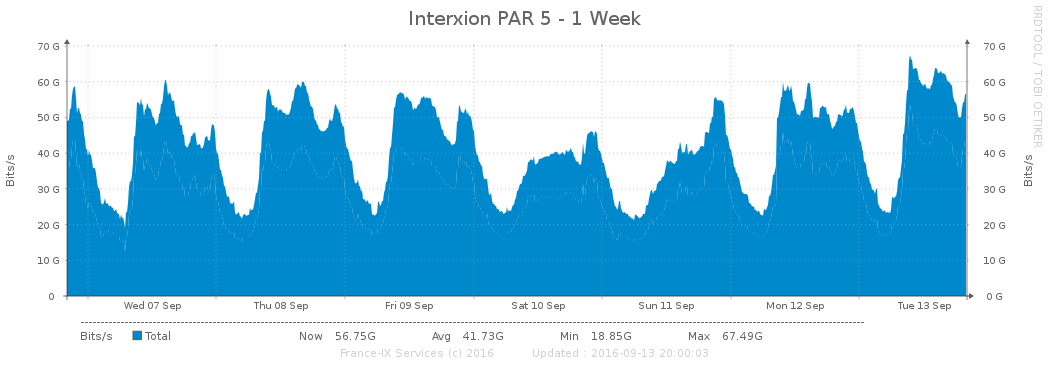 Interxion PAR 5 - 1 Week
RRDTOOL / TOBI OETIKER
70 G 70 G
60 G 60 G
50 G 50 G
40 G 40 G
30 G 30 G
20 G 20 G
10 G 10 G
0 0 G
Bits/s
Bits/s
Wed 07 Sep Thu 08 Sep Fri 09 Sep Sat 10 Sep Sun 11 Sep Mon 12 Sep Tue 13 Sep
Bits/s Total Now 56.75G Avg 41.73G Min 18.85G Max 67.49G
France-IX Services (c) 2016 Updated : 2016-09-13 20:00:03